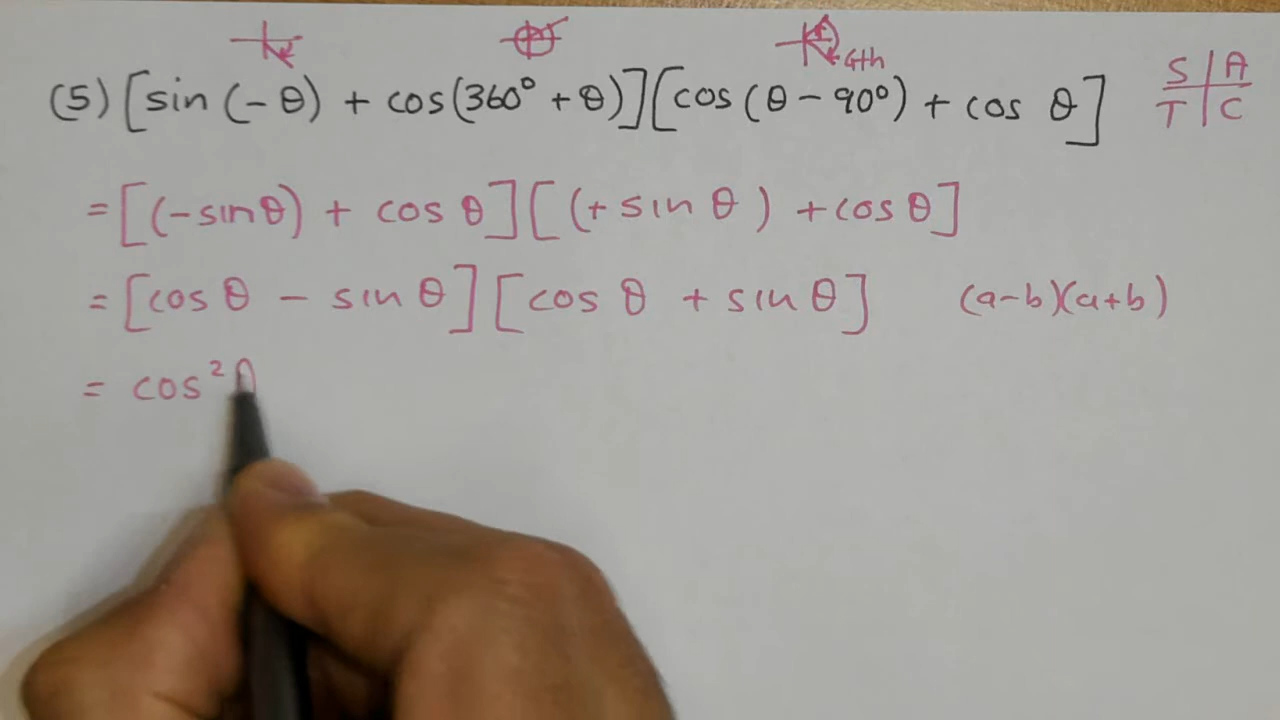 4th
(5) [sin (-θ) + cos(360° + θ)][cos (θ - 90°) + cos θ]
S A
T C
= [(-sinθ) + cos θ][(+ sin θ) + cos θ]
= [cos θ - sin θ][cos θ + sin θ] (a-b)(a+b)
= cos²θ